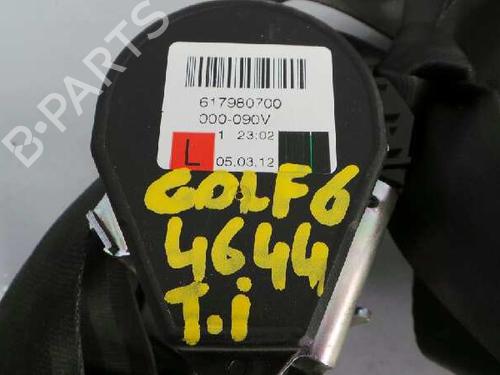 B-PARTS
617980700
000-090V
1 23:02
L 05.03.12
GOLF6
4644
T.i